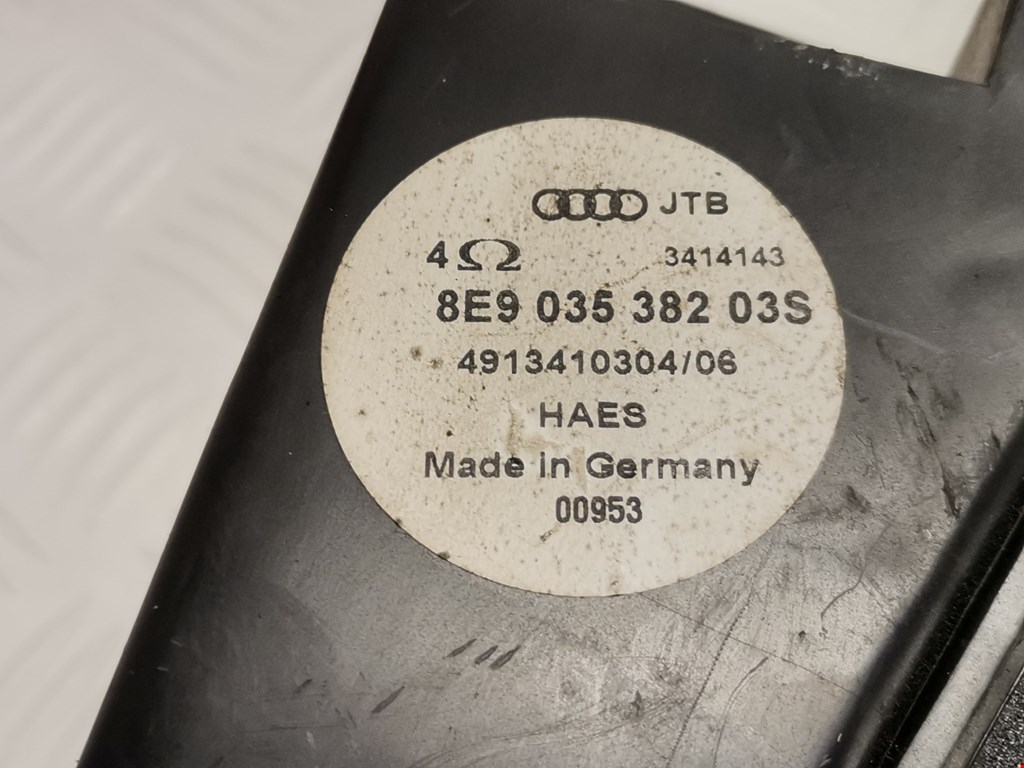 JTB
4Ω 3414143
8E9 035 382 03S
4913410304/06
HAES
Made in Germany
00953